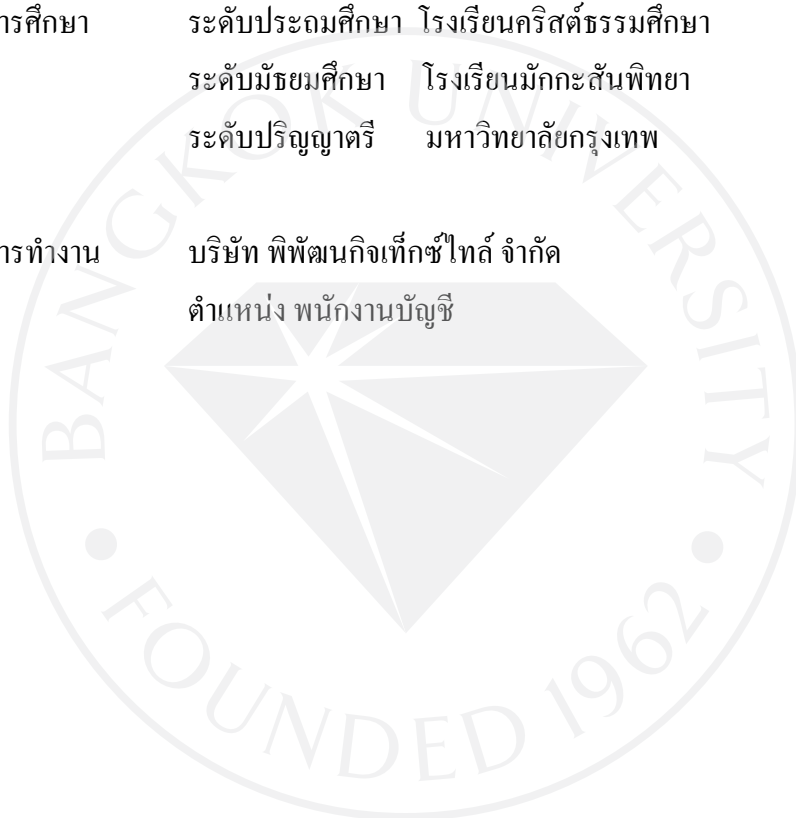 ารศึกษา ระดับประถมศึกษา โรงเรียนคริสต์ธรรมศึกษา
ระดับมัธยมศึกษา โรงเรียนมักกะสันพิทยา
ระดับปริญญาตรี มหาวิทยาลัยกรุงเทพ
ารทำงาน บริษัท พิพัฒนกิจเท็กซ์ไทล์ จำกัด
ตำแหน่ง พนักงานบัญชี
BANGKOK UNIVERSITY
FOUNDED 1962